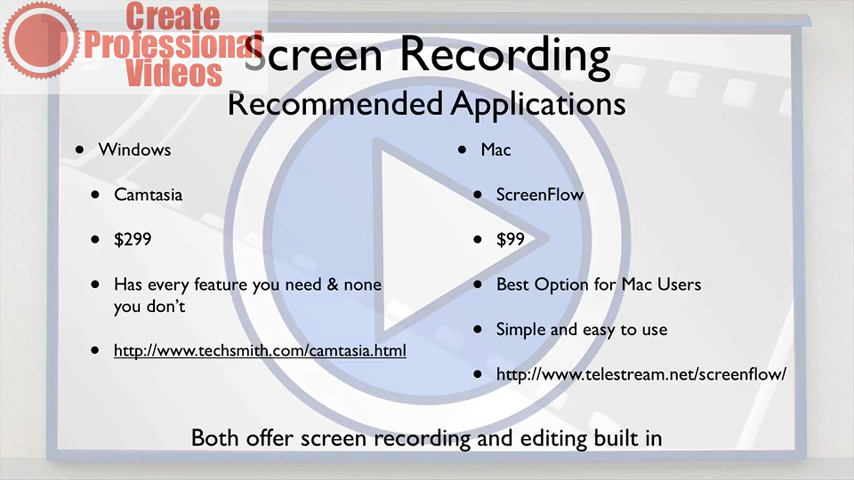 Create
Professional
Videos
Screen Recording
Recommended Applications
• Windows
• Camtasia
• $299
• Has every feature you need & none
you don't
• http://www.techsmith.com/camtasia.html
• Mac
• ScreenFlow
• $99
• Best Option for Mac Users
• Simple and easy to use
• http://www.telestream.net/screenflow/
Both offer screen recording and editing built in